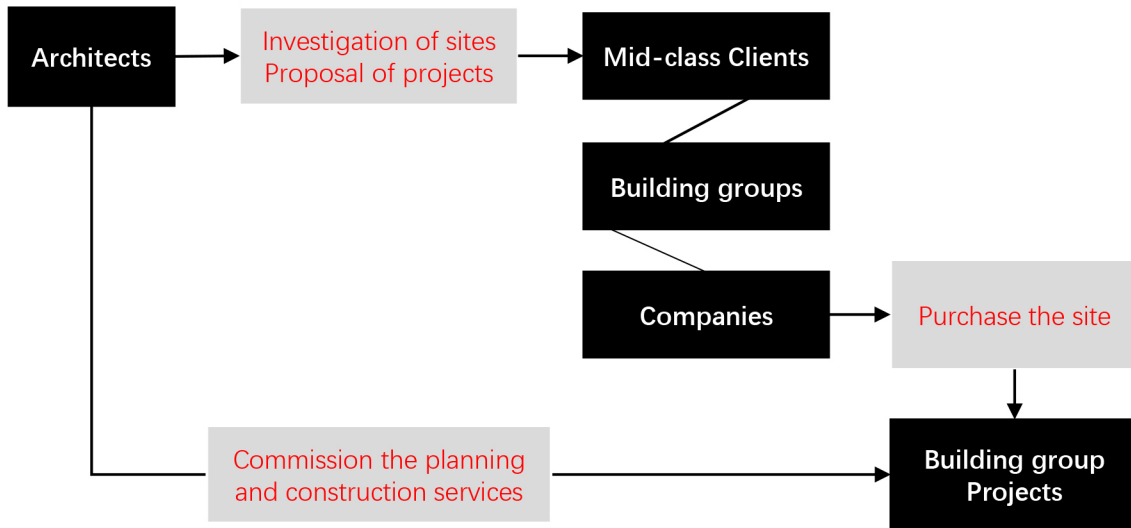 Architects
Investigation of sites
Proposal of projects
Mid-class Clients
Building groups
Companies
Purchase the site
Commission the planning
and construction services
Building group
Projects